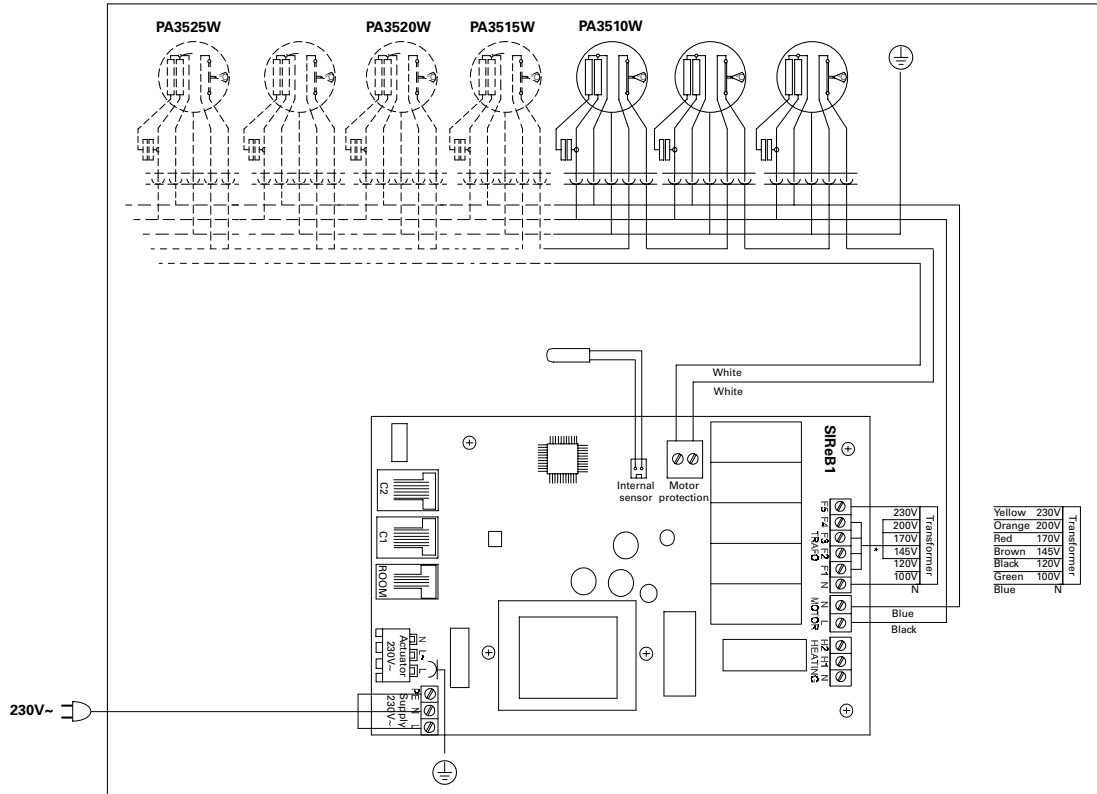 PA3525W PA3520W PA3515W PA3510W
White
White
SIReB1
Internal
sensor
Motor
protection
C2
C1
ROOM
Actuator
230V~
N
L~
L
Supply
230V~
PE
N
L
230V~
F5
F4
F3
F2
F1
N
TRAFO
N
L
MOTOR
H2
H1
N
HEATING
230V
200V
170V
145V
120V
100V
N
Transformer
*
Blue
Black
Yellow 230V
Orange 200V
Red 170V
Brown 145V
Black 120V
Green 100V
Blue N
Transformer